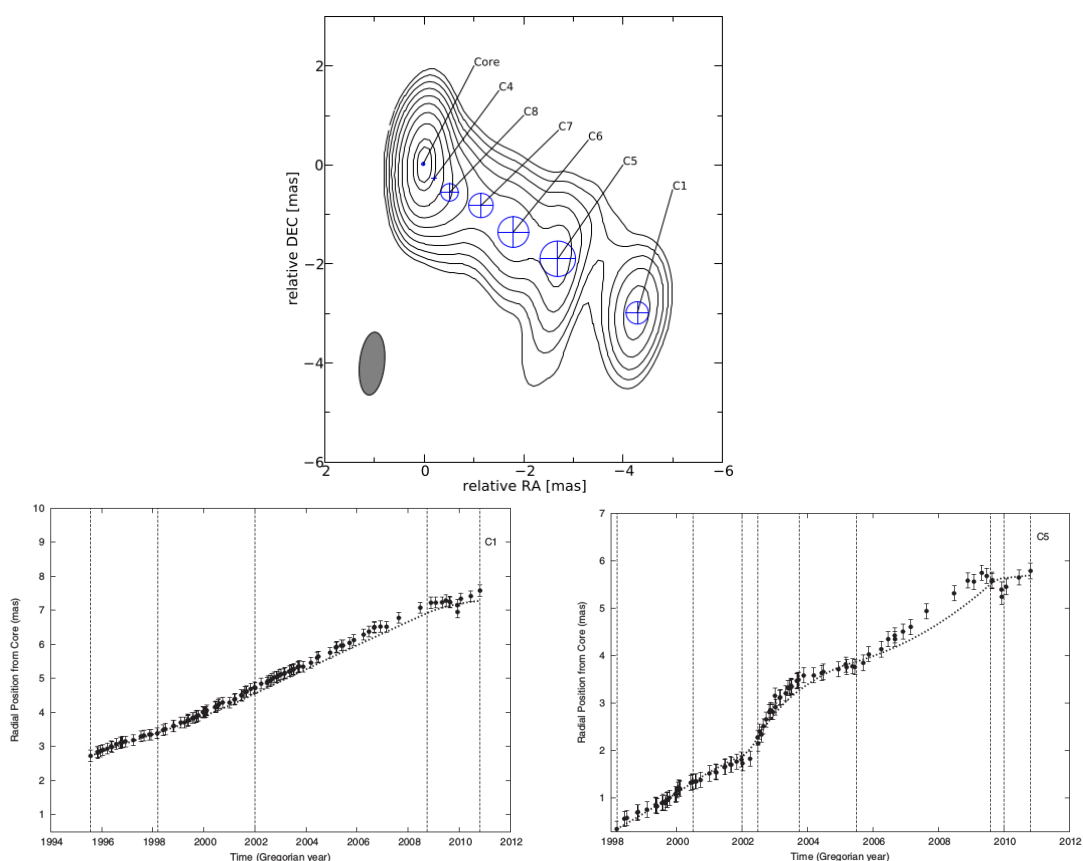 Core
C4
C8
C7
C6
C5
C1
2
0
−2
−4
−6
relative DEC [mas]
2 0 −2 −4 −6
relative RA [mas]
10
9
8
7
6
5
4
3
2
1
C1
Radial Position from Core (mas)
1994 1996 1998 2000 2002 2004 2006 2008 2010 2012
Time (Gregorian year)
7
6
5
4
3
2
1
C5
Radial Position from Core (mas)
1998 2000 2002 2004 2006 2008 2010 2012
Time (Gregorian year)